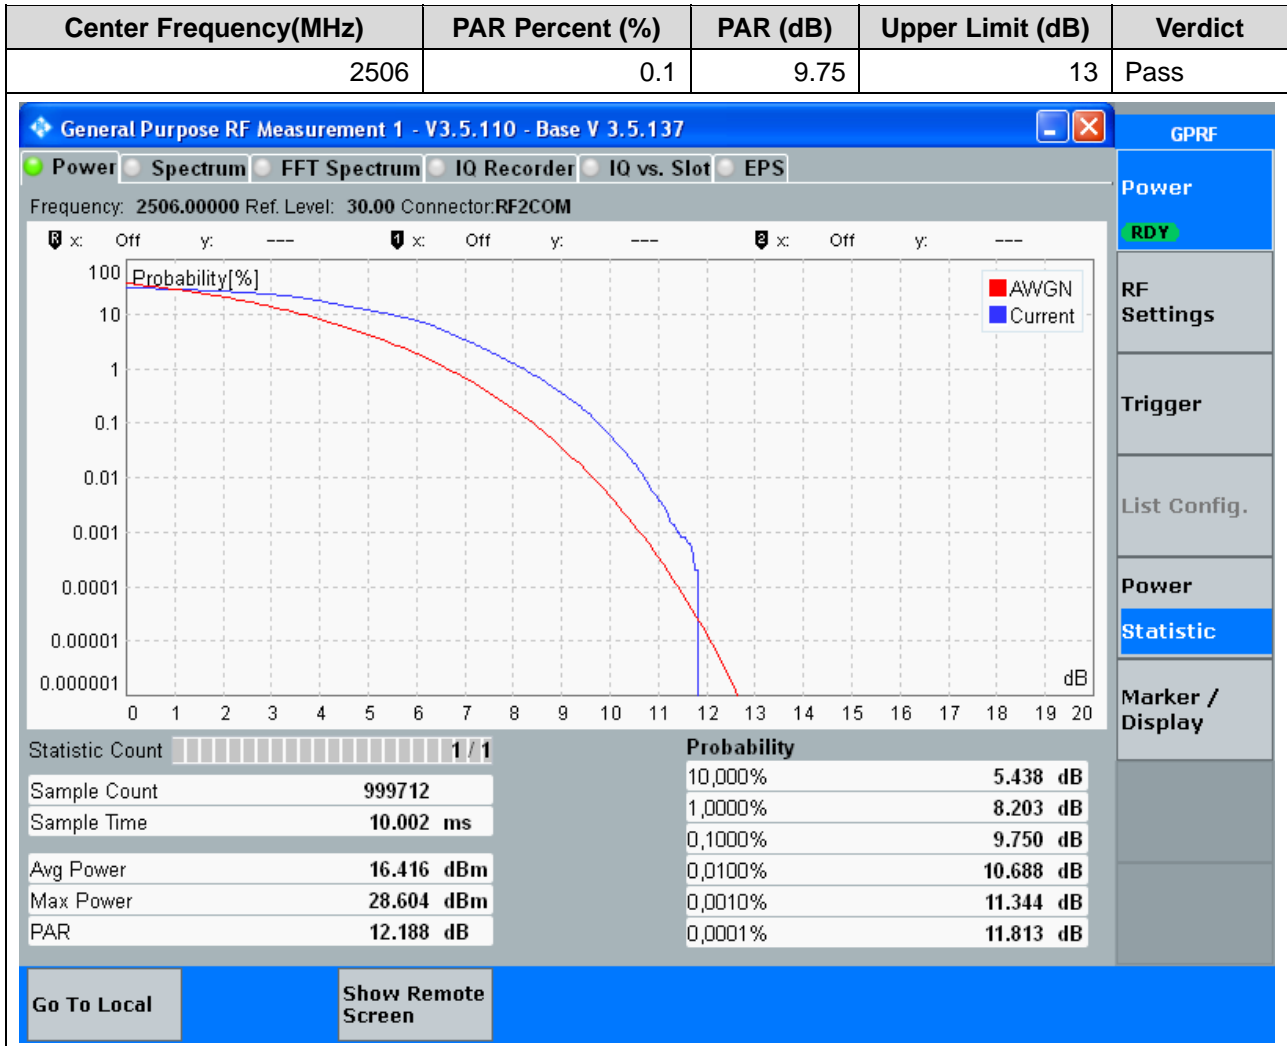 Center Frequency(MHz) PAR Percent (%) PAR (dB) Upper Limit (dB) Verdict
2506 0.1 9.75 13 Pass
General Purpose RF Measurement 1 - V3.5.110 - Base V 3.5.137
GPRF
Power Spectrum FFT Spectrum IQ Recorder IQ vs. Slot EPS
Frequency: 2506.00000 Ref. Level: 30.00 Connector:RF2COM
R x: Off y: --- 1 x: Off y: --- 2 x: Off y: ---
Probability[%]
AWGN
Current
100
10
1
0.1
0.01
0.001
0.0001
0.00001
0.000001
dB
0 1 2 3 4 5 6 7 8 9 10 11 12 13 14 15 16 17 18 19 20
Statistic Count 1 / 1
Sample Count 999712
Sample Time 10.002 ms
Avg Power 16.416 dBm
Max Power 28.604 dBm
PAR 12.188 dB
Probability
10,000% 5.438 dB
1,0000% 8.203 dB
0,1000% 9.750 dB
0,0100% 10.688 dB
0,0010% 11.344 dB
0,0001% 11.813 dB
Power
RDY
RF
Settings
Trigger
List Config.
Power
Statistic
Marker /
Display
Go To Local
Show Remote
Screen